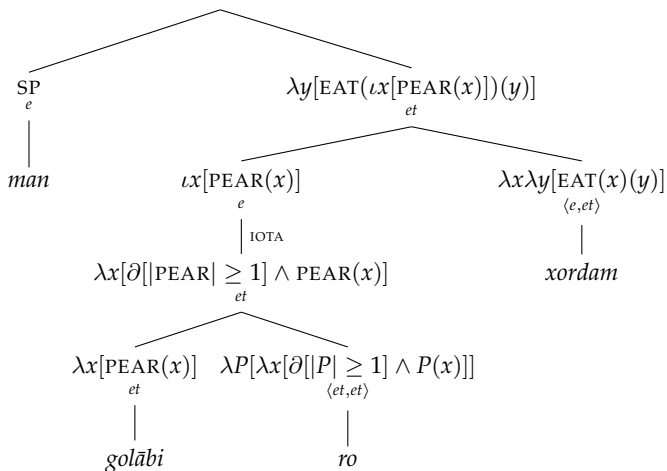 SP λy[EAT(ιx[PEAR(x)])(y)]
e et
man ιx[PEAR(x)] λxλy[EAT(x)(y)]
e ⟨e,et⟩
IOTA
λx[∂[|PEAR| ≥ 1] ∧ PEAR(x)] xordam
et
λx[PEAR(x)] λP[λx[∂[|P| ≥ 1] ∧ P(x)]]
et ⟨et,et⟩
golābi ro